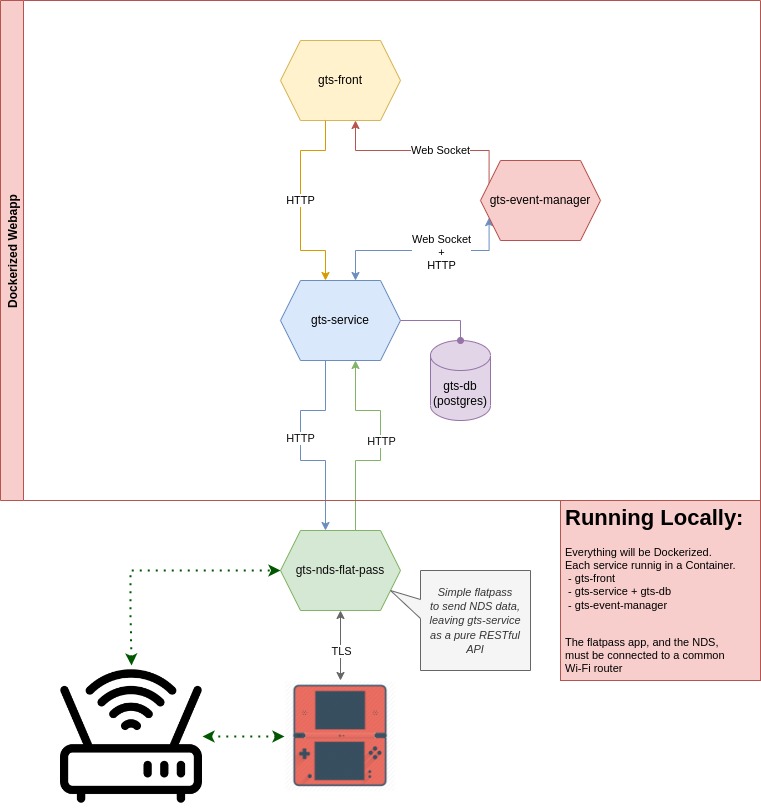 Dockerized Webapp
gts-front
Web Socket
gts-event-manager
HTTP
Web Socket
+
HTTP
gts-service
gts-db
(postgres)
HTTP
HTTP
gts-nds-flat-pass
Simple flatpass
to send NDS data,
leaving gts-service
as a pure RESTful
API
TLS
Running Locally:
Everything will be Dockerized.
Each service runnig in a Container.
- gts-front
- gts-service + gts-db
- gts-event-manager
The flatpass app, and the NDS,
must be connected to a common
Wi-Fi router